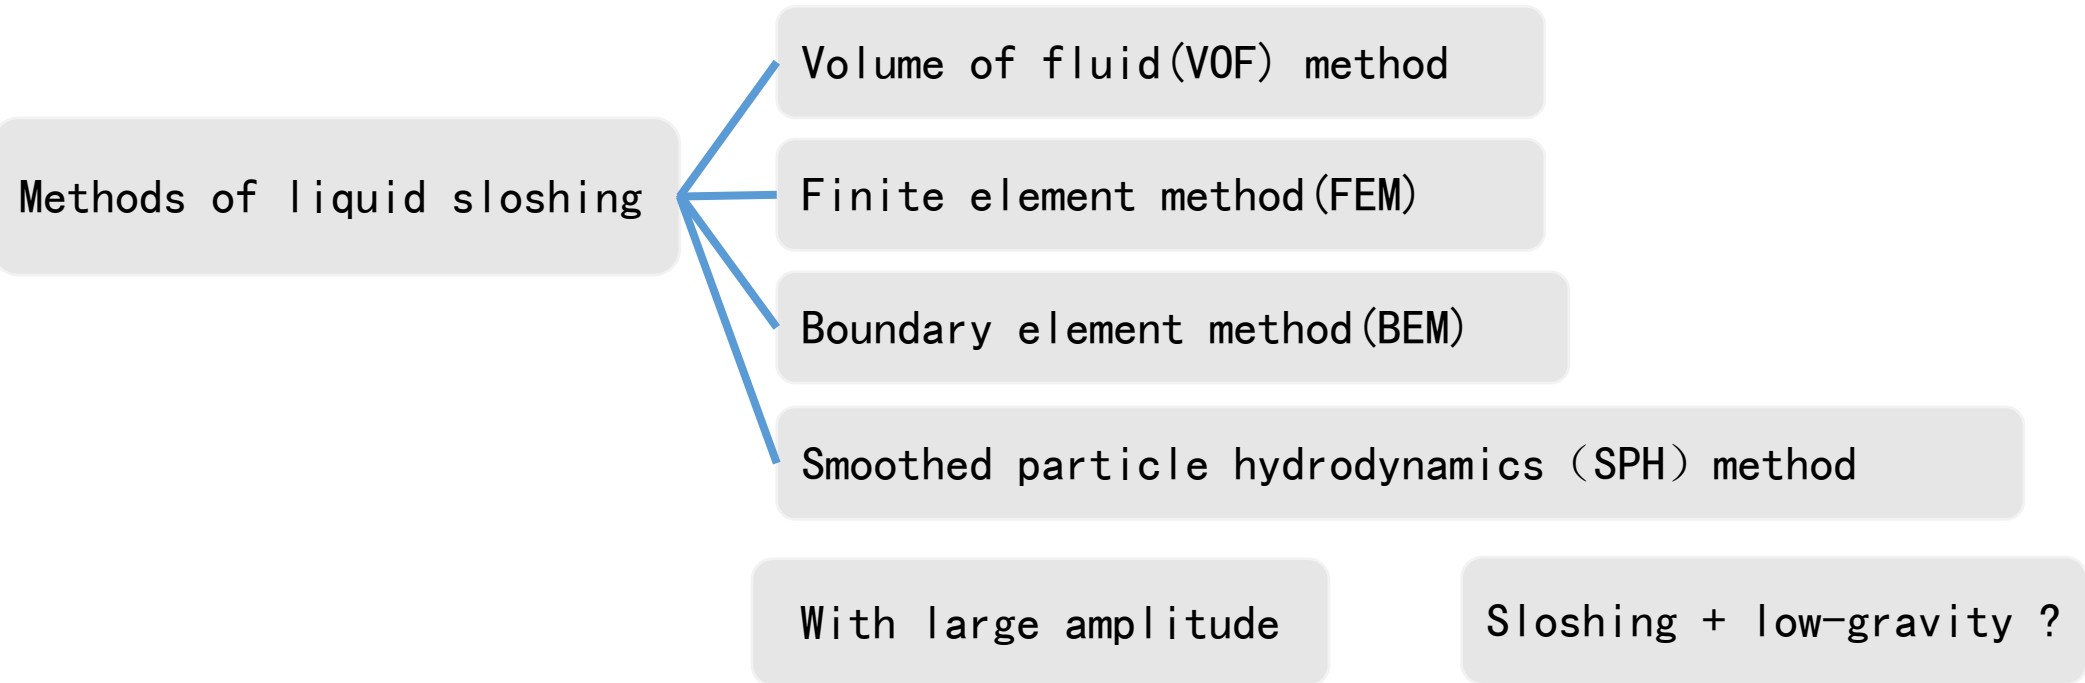 Methods of liquid sloshing
Volume of fluid(VOF) method
Finite element method(FEM)
Boundary element method(BEM)
Smoothed particle hydrodynamics（SPH）method
With large amplitude
Sloshing + low-gravity ?